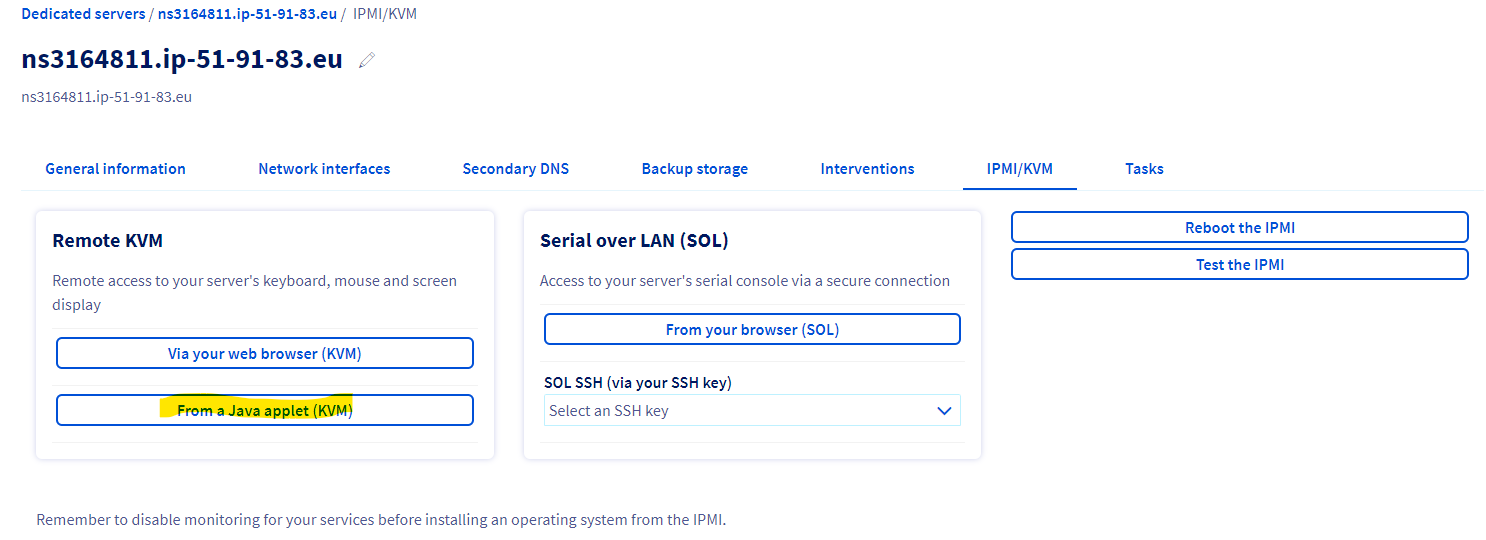 Dedicated servers / ns3164811.ip-51-91-83.eu / IPMI/KVM
ns3164811.ip-51-91-83.eu
ns3164811.ip-51-91-83.eu
General information Network interfaces Secondary DNS Backup storage Interventions IPMI/KVM Tasks
Remote KVM
Remote access to your server's keyboard, mouse and screen
display
Via your web browser (KVM)
From a Java applet (KVM)
Serial over LAN (SOL)
Access to your server's serial console via a secure connection
From your browser (SOL)
SOL SSH (via your SSH key)
Select an SSH key
Reboot the IPMI
Test the IPMI
Remember to disable monitoring for your services before installing an operating system from the IPMI.